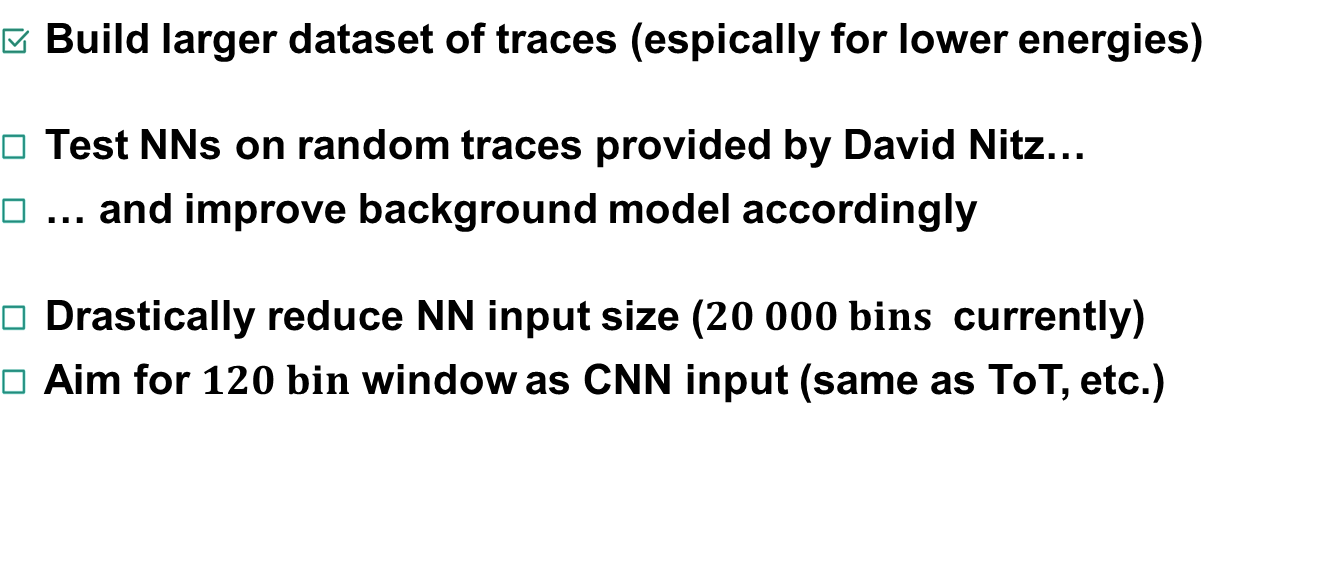 Build larger dataset of traces (espically for lower energies)
Test NNs on random traces provided by David Nitz…
… and improve background model accordingly
Drastically reduce NN input size (20 000 bins currently)
Aim for 120 bin window as CNN input (same as ToT, etc.)